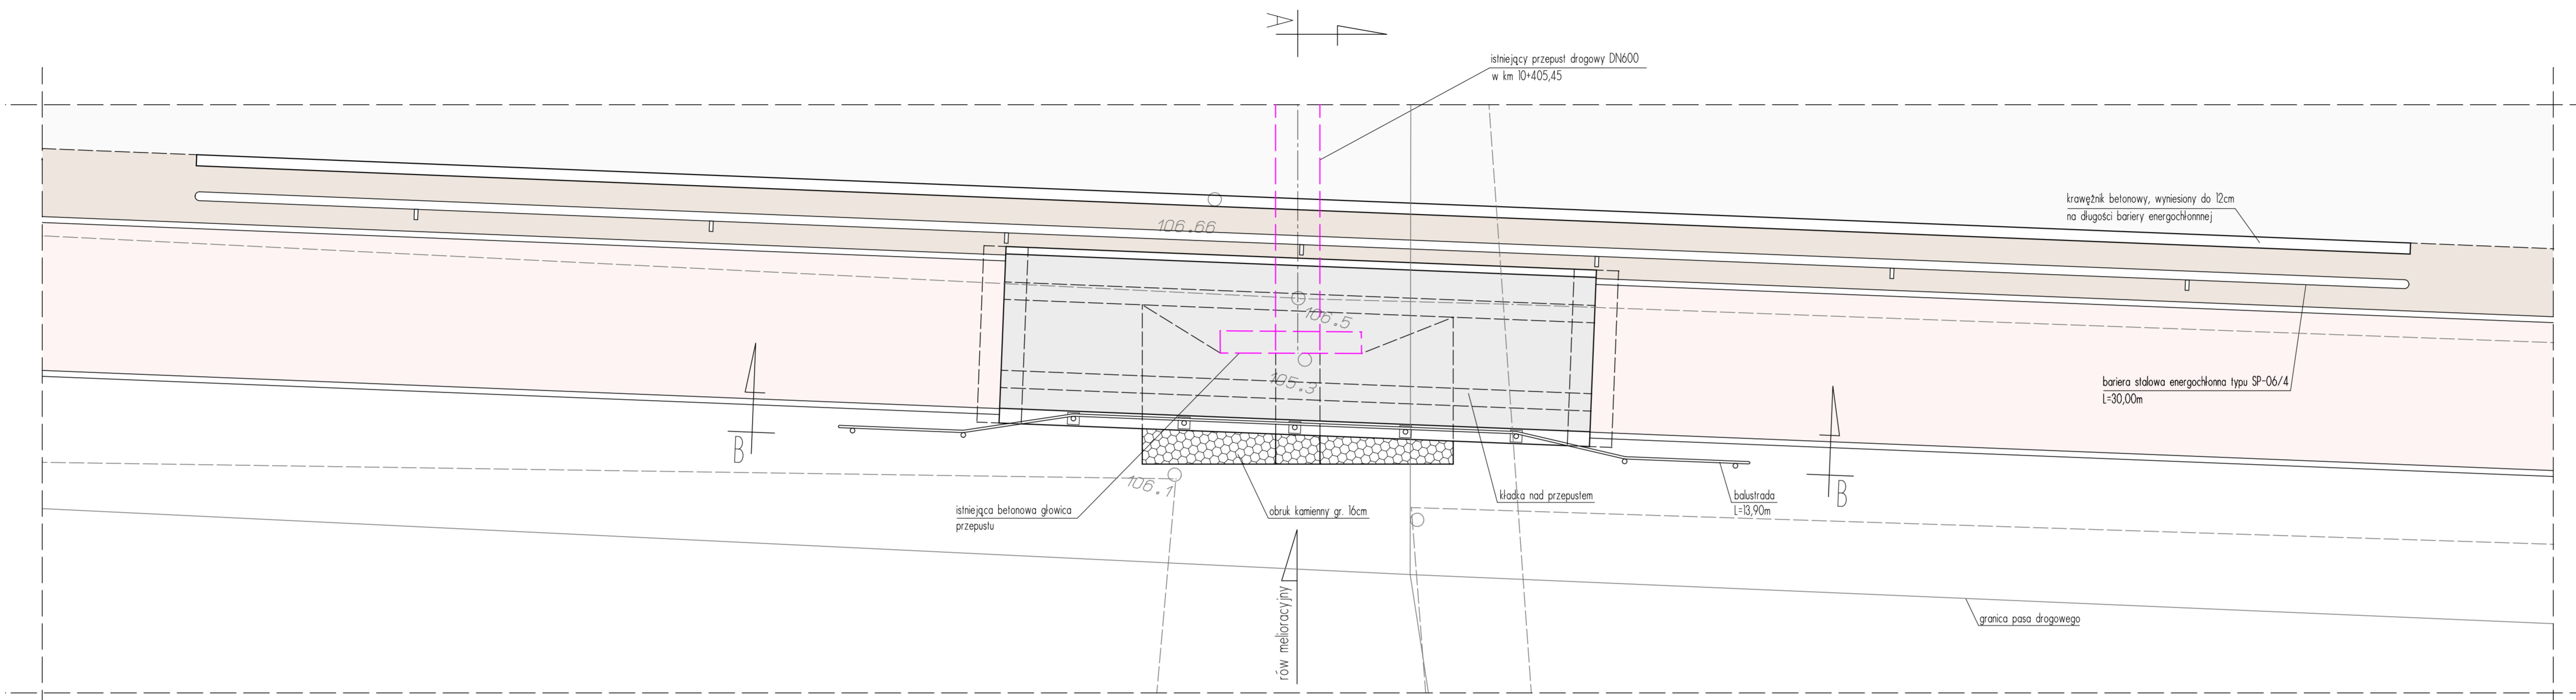 A
istniejący przepust drogowy DN600
w km 10+405,45
krawężnik betonowy, wyniesiony do 12cm
na długości bariery energochłonnnej
106.66
106.5
105.3
bariera stalowa energochłonna typu SP-06/4
L=30,00m
B
B
106.1
kładka nad przepustem
balustrada
L=13,90m
istniejąca betonowa głowica
przepustu
obruk kamienny gr. 16cm
rów melioracyjny
granica pasa drogowego